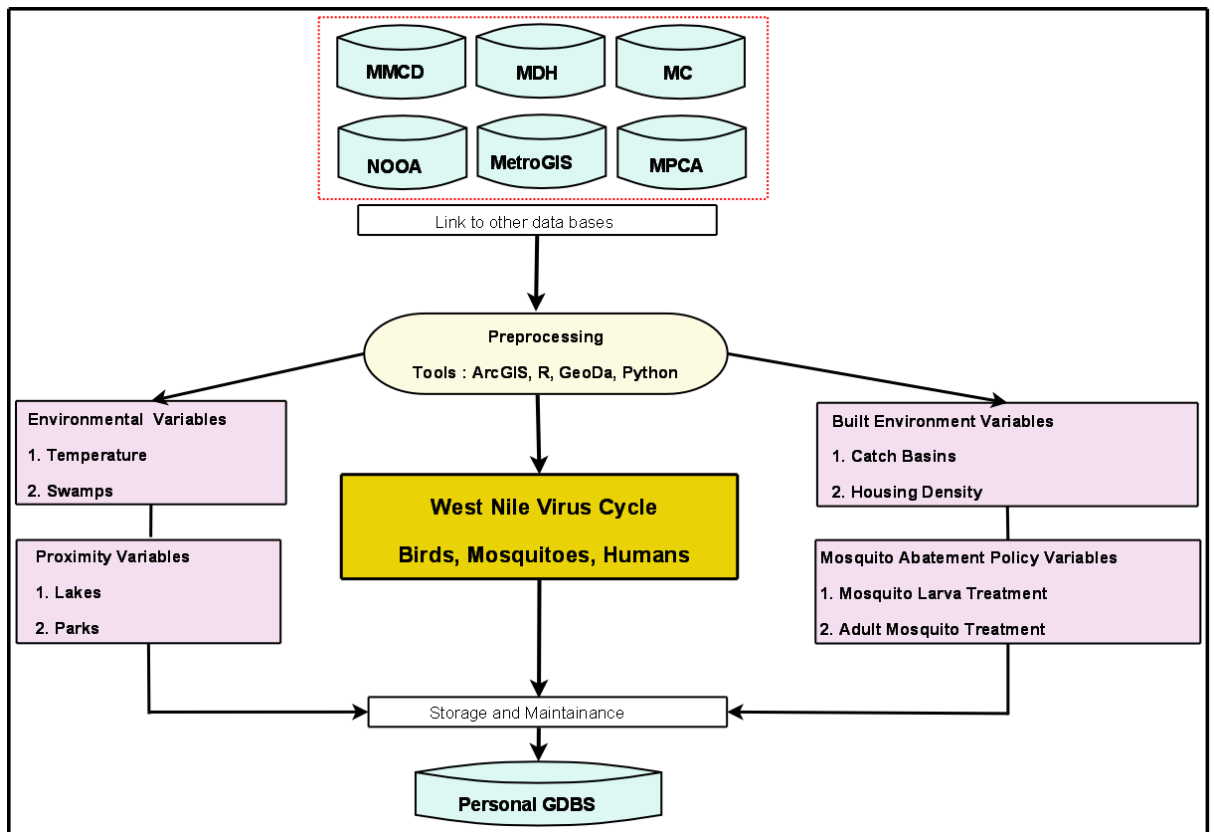 MMCD
MDH
MC
NOOA
MetroGIS
MPCA
Link to other data bases
Preprocessing
Tools : ArcGIS, R, GeoDa, Python
Environmental Variables
1. Temperature
2. Swamps
Built Environment Variables
1. Catch Basins
2. Housing Density
West Nile Virus Cycle
Birds, Mosquitoes, Humans
Proximity Variables
1. Lakes
2. Parks
Mosquito Abatement Policy Variables
1. Mosquito Larva Treatment
2. Adult Mosquito Treatment
Storage and Maintainance
Personal GDBS